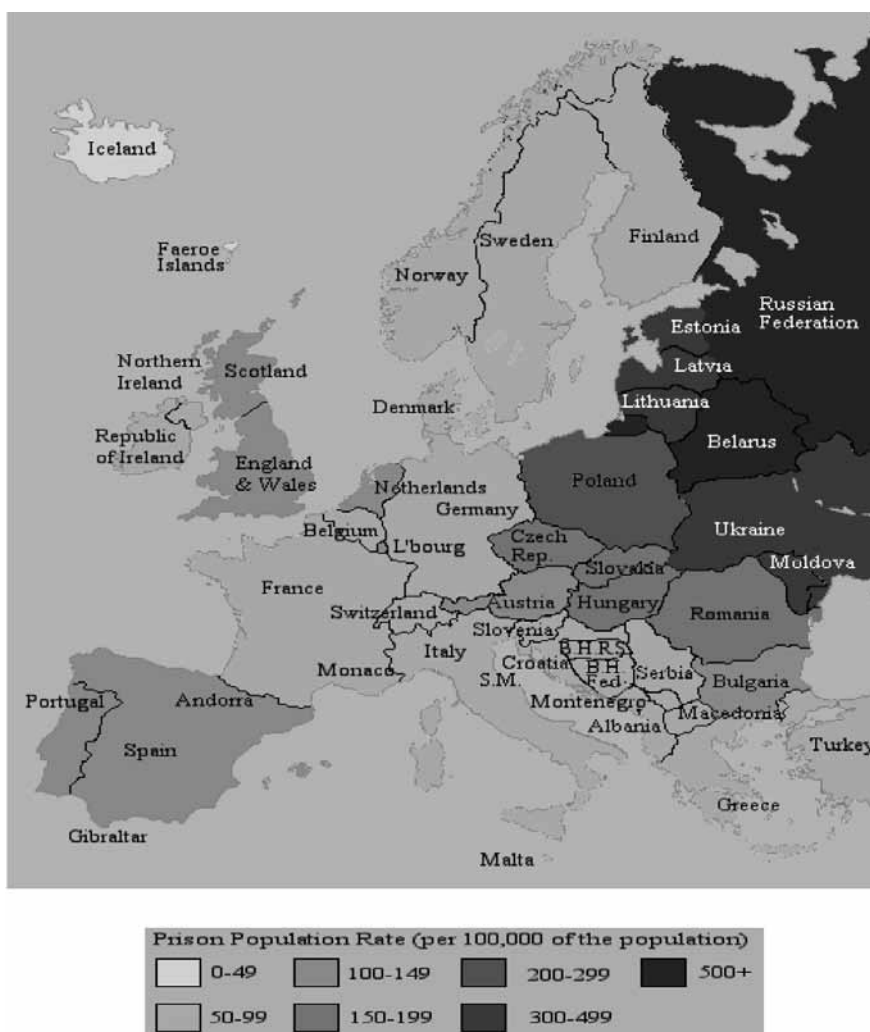 Iceland
Faeroe
Islands
Sweden
Finland
Norway
Russian
Federation
Estonia
Latvia
Lithuania
Northern
Ireland
Scotland
Denmark
Republic
of Ireland
Belarus
England
& Wales
Netherlands
Germany
Poland
Belgium
L'bourg
Czech
Rep.
Ukraine
Slovakia
Moldova
France
Switzerland
Austria
Hungary
Romania
Slovenia
Italy
B.H.R.S.
Croatia
B.H.
Fed.
Serbia
Monaco
S.M.
Bulgaria
Portugal
Andorra
Montenegro
Macedonia
Albania
Spain
Turkey
Greece
Gibraltar
Malta
Prison Population Rate (per 100,000 of the population)
0-49
100-149
200-299
500+
50-99
150-199
300-499